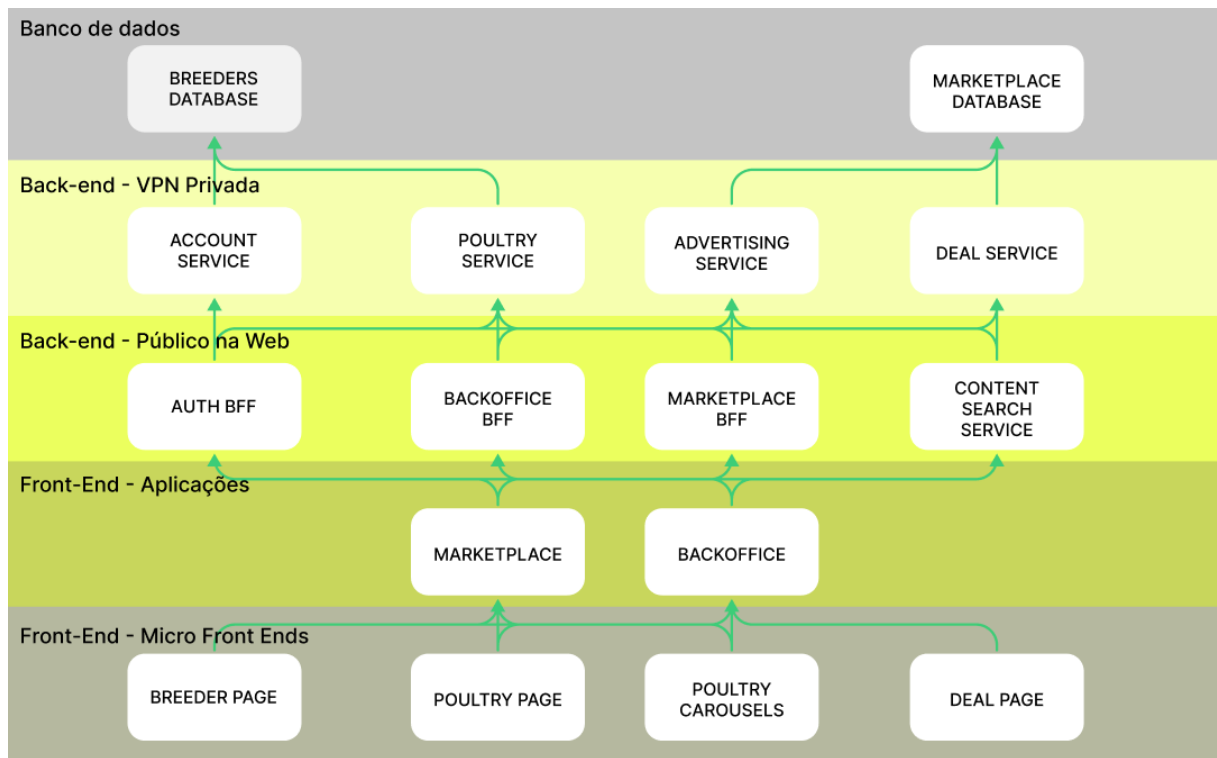 Banco de dados
BREEDERS
DATABASE
MARKETPLACE
DATABASE
Back-end - VPN Privada
ACCOUNT
SERVICE
POULTRY
SERVICE
ADVERTISING
SERVICE
DEAL SERVICE
Back-end - Público na Web
AUTH BFF
BACKOFFICE
BFF
MARKETPLACE
BFF
CONTENT
SEARCH
SERVICE
Front-End - Aplicações
MARKETPLACE
BACKOFFICE
Front-End - Micro Front Ends
BREEDER PAGE
POULTRY PAGE
POULTRY
CAROUSELS
DEAL PAGE